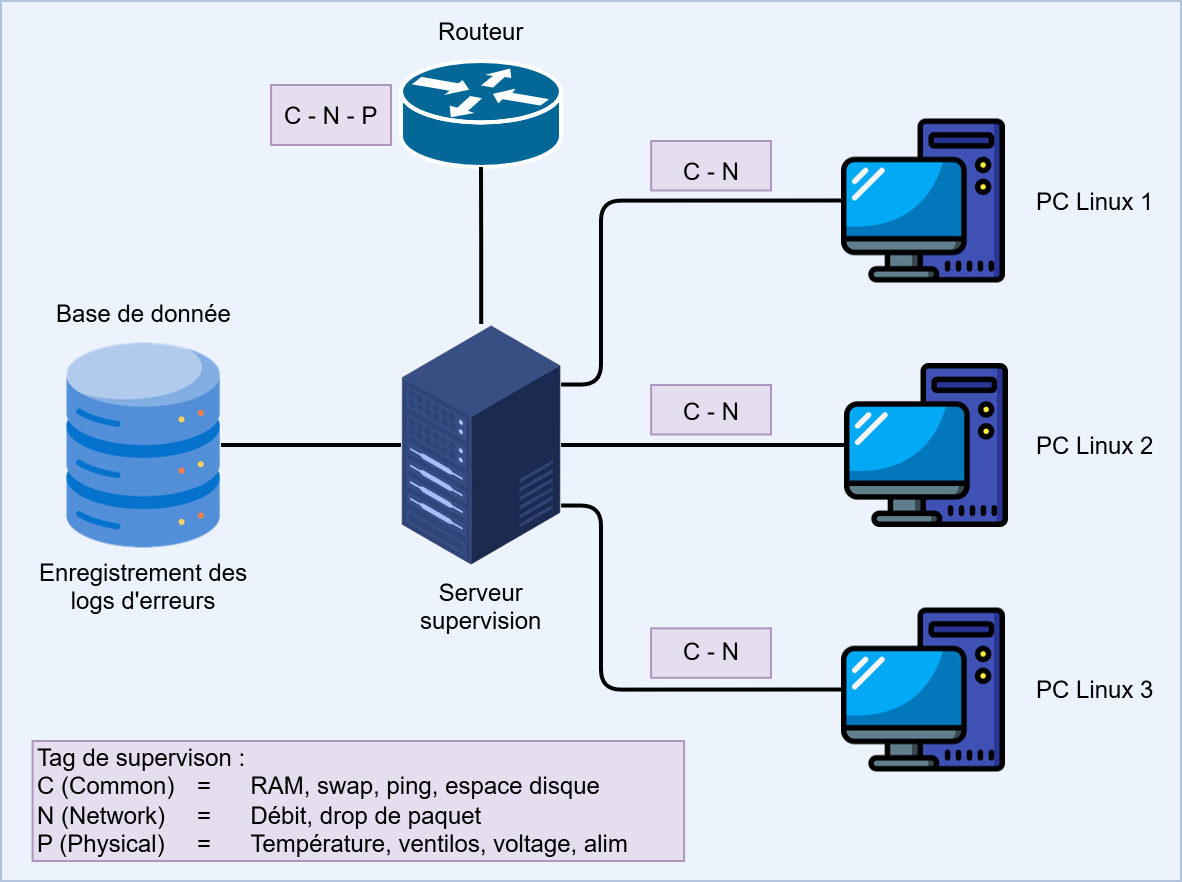 Routeur
C - N - P
C - N
PC Linux 1
Base de donnée
C - N
PC Linux 2
Enregistrement des
logs d'erreurs
Serveur
supervision
C - N
PC Linux 3
Tag de supervison :
C (Common) = RAM, swap, ping, espace disque
N (Network) = Débit, drop de paquet
P (Physical) = Température, ventilos, voltage, alim